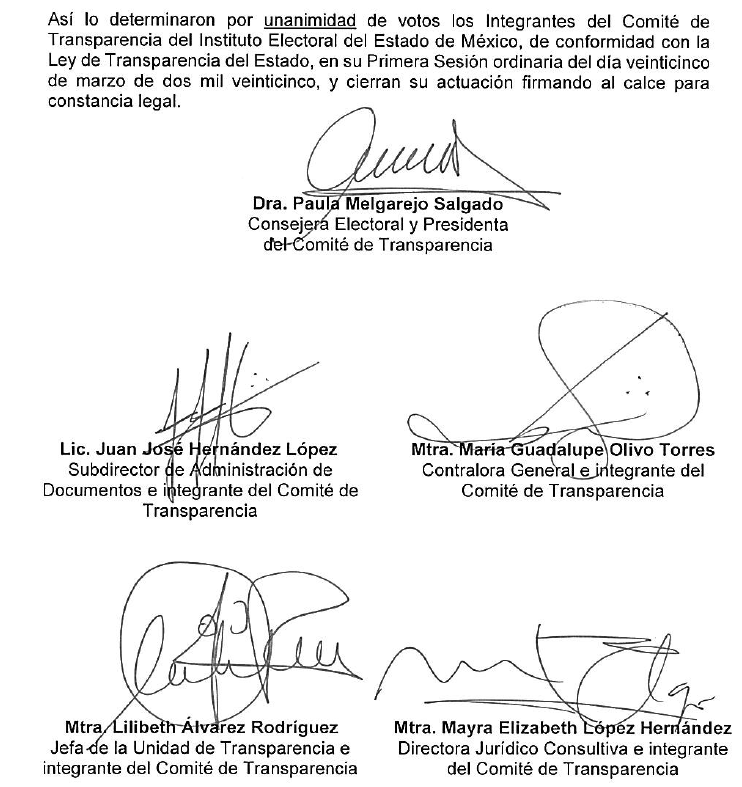 Así lo determinaron por unanimidad de votos los Integrantes del Comité de
Transparencia del Instituto Electoral del Estado de México, de conformidad con la
Ley de Transparencia del Estado, en su Primera Sesión ordinaria del día veinticinco
de marzo de dos mil veinticinco, y cierran su actuación firmando al calce para
constancia legal.
Dra. Paula Melgarejo Salgado
Consejera Electoral y Presidenta
del Comité de Transparencia
Lic. Juan José Hernández López
Subdirector de Administración de
Documentos e integrante del Comité de
Transparencia
Mtra. María Guadalupe Olivo Torres
Contralora General e integrante del
Comité de Transparencia
Mtra. Lilibeth Álvarez Rodríguez
Jefa de la Unidad de Transparencia e
integrante del Comité de Transparencia
Mtra. Mayra Elizabeth López Hernández
Directora Jurídico Consultiva e integrante
del Comité de Transparencia